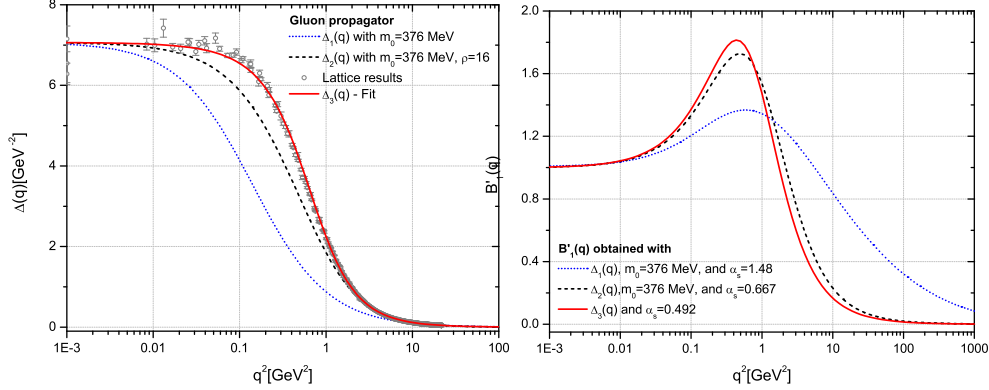 8
6
4
2
0
Δ(q)[GeV⁻²]
Gluon propagator
Δ₁(q) with m₀=376 MeV
Δ₂(q) with m₀=376 MeV, ρ=16
Lattice results
Δ₃(q) - Fit
1E-3 0.01 0.1 1 10 100
q²[GeV²]
2.0
1.6
1.2
0.8
0.4
0.0
B'₁(q)
B'₁(q) obtained with
Δ₁(q), m₀=376 MeV, and αₛ=1.48
Δ₂(q),m₀=376 MeV, and αₛ=0.667
Δ₃(q) and αₛ=0.492
1E-3 0.01 0.1 1 10 100 1000
q²[GeV²]